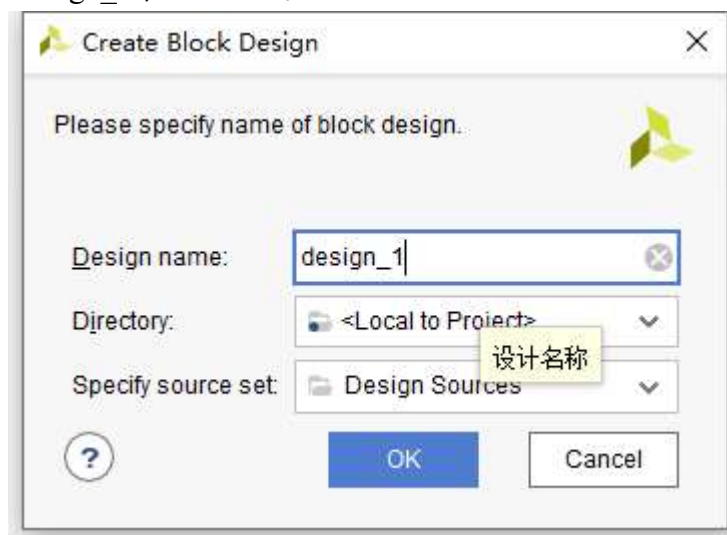 Create Block Design
Please specify name of block design.
Design name: design_1
Directory: <Local to Project>
设计名称
Specify source set: Design Sources
?
OK Cancel